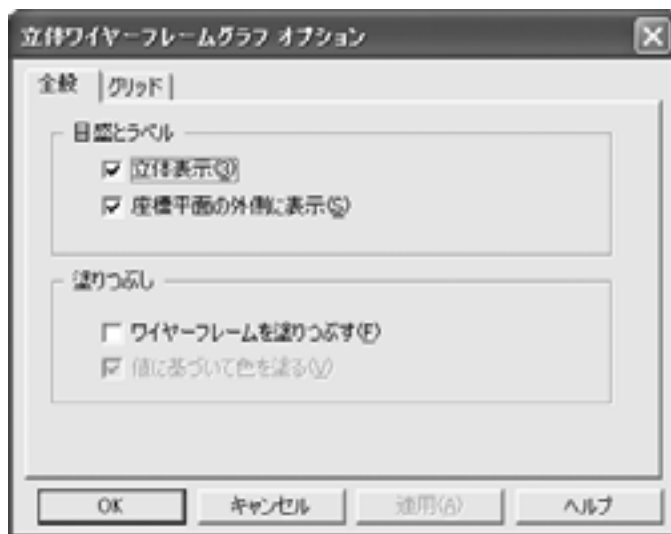 立体ワイヤーフレームグラフ オプション
全般
グリッド
目盛とラベル
立体表示(3)
座標平面の外側に表示(S)
塗りつぶし
ワイヤーフレームを塗りつぶす(F)
値に基づいて色を塗る(V)
OK
キャンセル
適用(A)
ヘルプ